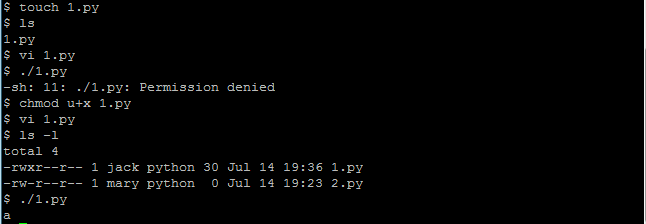 $ touch 1.py
$ ls
1.py
$ vi 1.py
$ ./1.py
-sh: 11: ./1.py: Permission denied
$ chmod u+x 1.py
$ vi 1.py
$ ls -l
total 4
-rwxr--r-- 1 jack python 30 Jul 14 19:36 1.py
-rw-r--r-- 1 mary python  0 Jul 14 19:23 2.py
$ ./1.py
a _